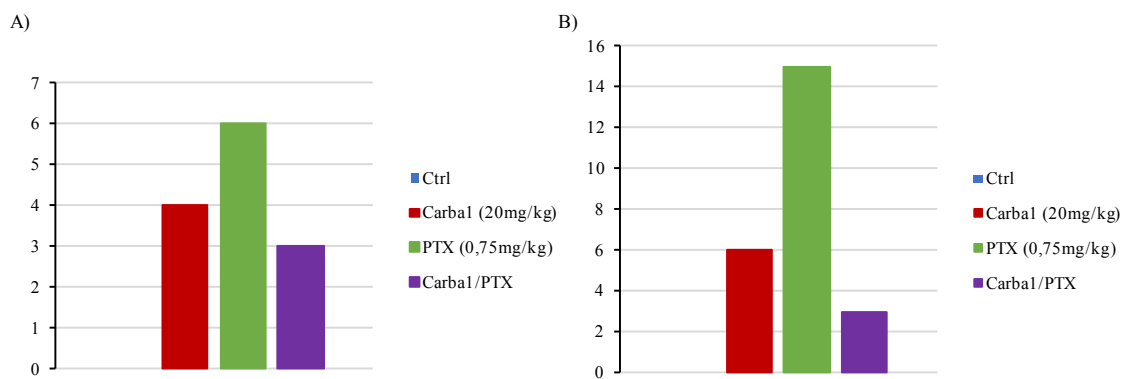 A)
7
6
5
4
3
2
1
0
Ctrl
Carba1 (20mg/kg)
PTX (0,75mg/kg)
Carba1/PTX
B)
16
14
12
10
8
6
4
2
0
Ctrl
Carba1 (20mg/kg)
PTX (0,75mg/kg)
Carba1/PTX